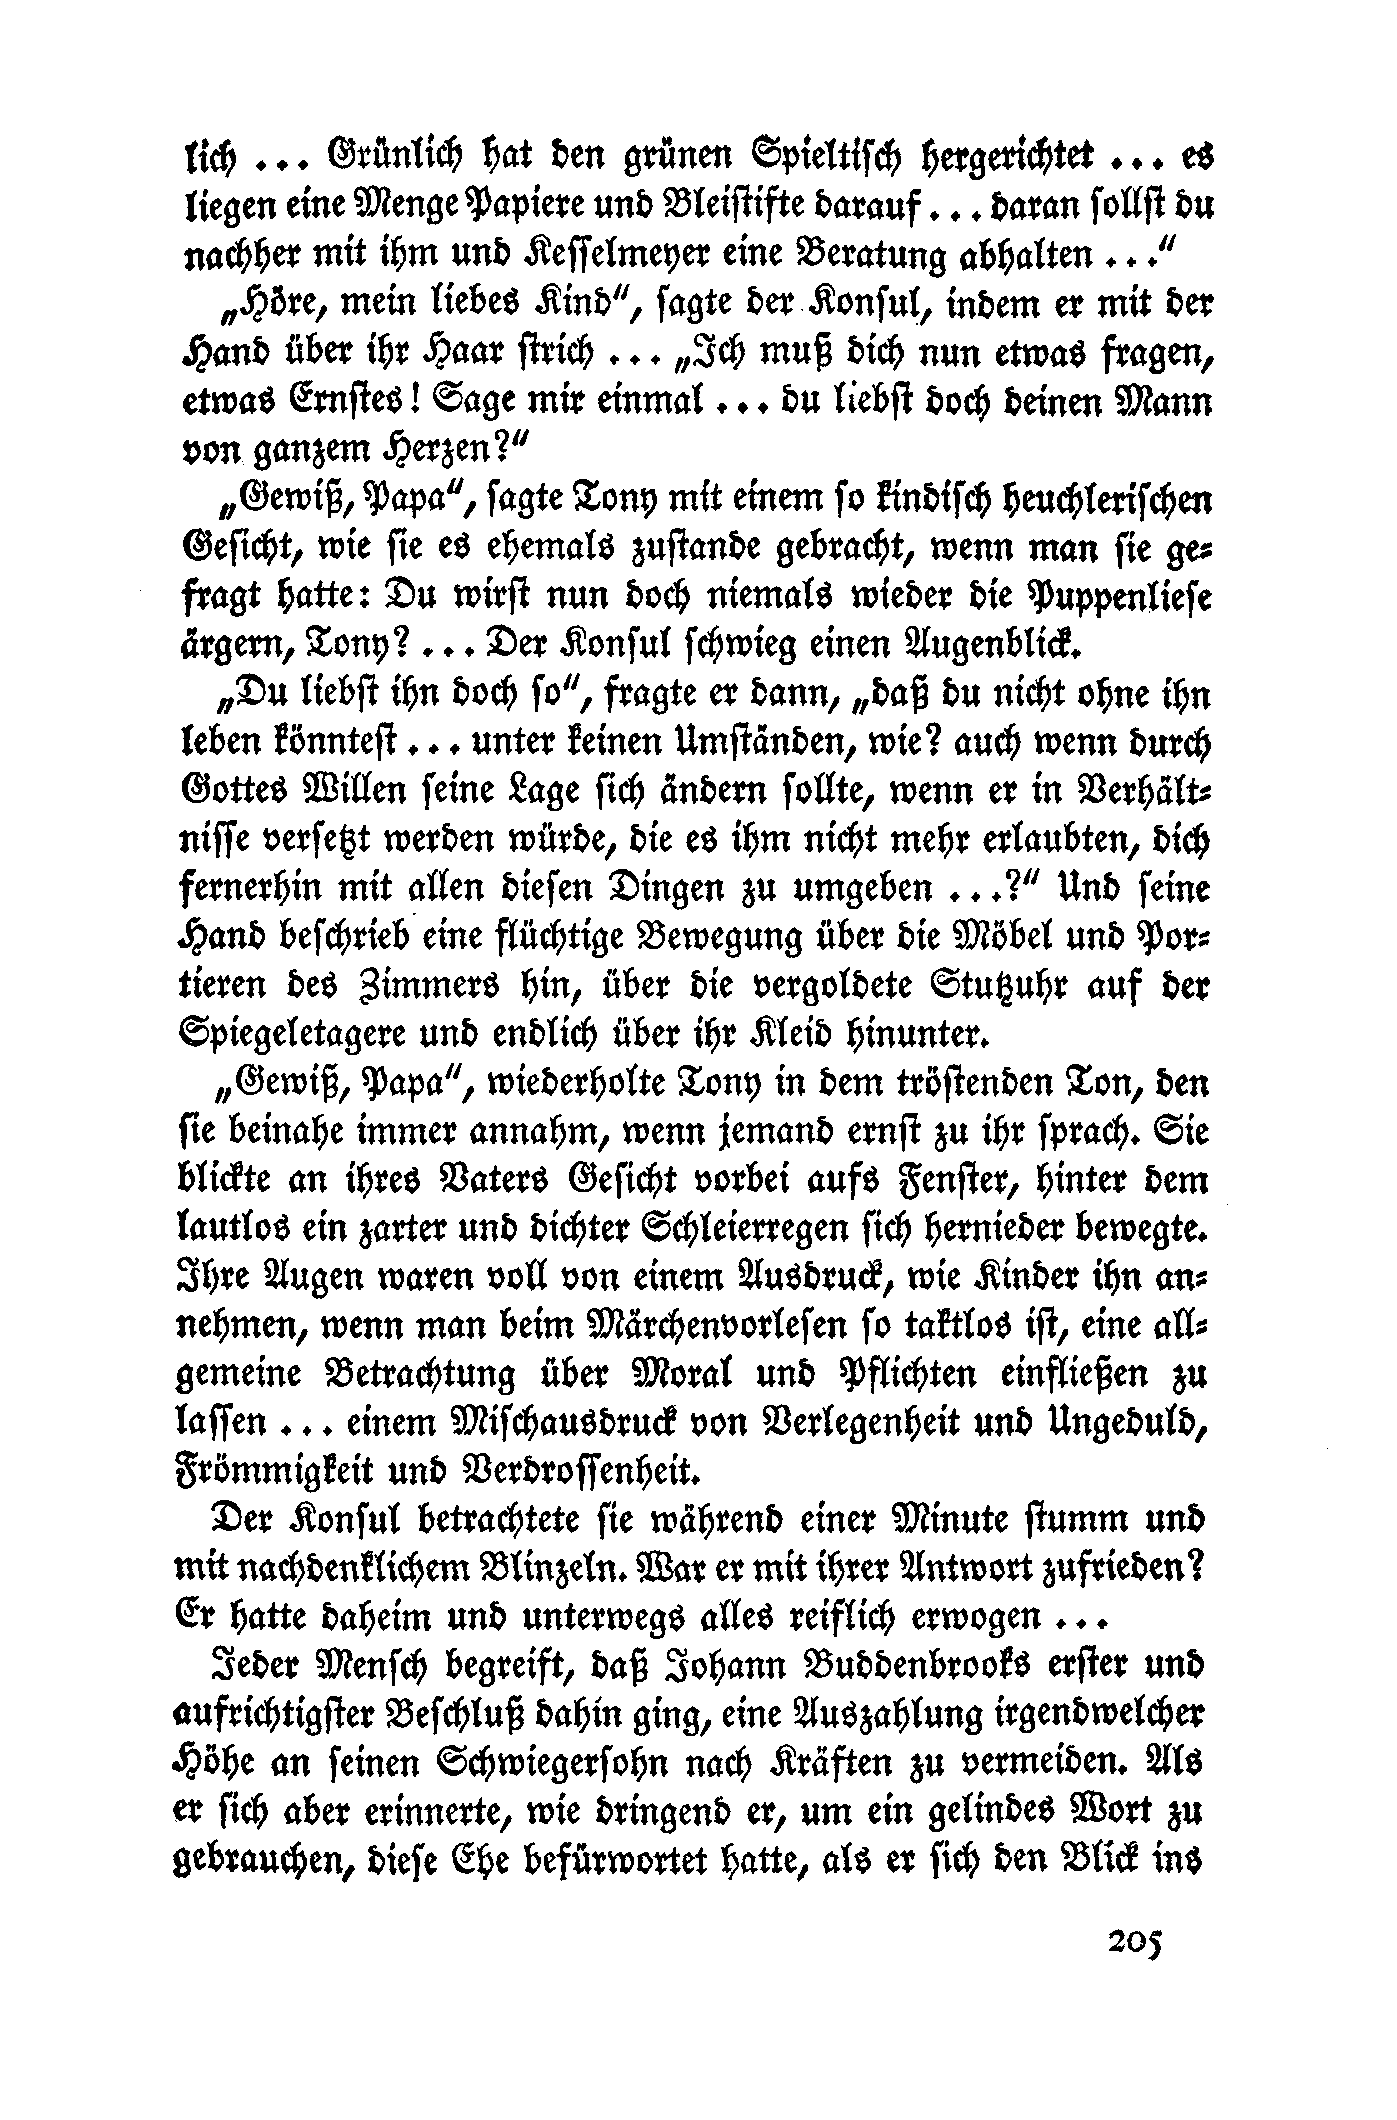 lich ... Grünlich hat den grünen Spieltisch hergerichtet ... es
liegen eine Menge Papiere und Bleistifte darauf ... daran sollst du
nachher mit ihm und Kesselmeyer eine Beratung abhalten ...“
„Höre, mein liebes Kind“, sagte der Konsul, indem er mit der
Hand über ihr Haar strich ... „Ich muß dich nun etwas fragen,
etwas Ernstes! Sage mir einmal ... du liebst doch deinen Mann
von ganzem Herzen?“
„Gewiß, Papa“, sagte Tony mit einem so kindisch heuchlerischen
Gesicht, wie sie es ehemals zustande gebracht, wenn man sie ge-
fragt hatte: Du wirst nun doch niemals wieder die Puppenliese
ärgern, Tony? ... Der Konsul schwieg einen Augenblick.
„Du liebst ihn doch so“, fragte er dann, „daß du nicht ohne ihn
leben könntest ... unter keinen Umständen, wie? auch wenn durch
Gottes Willen seine Lage sich ändern sollte, wenn er in Verhält-
nisse versetzt werden würde, die es ihm nicht mehr erlaubten, dich
fernerhin mit allen diesen Dingen zu umgeben ...?“ Und seine
Hand beschrieb eine flüchtige Bewegung über die Möbel und Por-
tieren des Zimmers hin, über die vergoldete Stutzuhr auf der
Spiegeletagere und endlich über ihr Kleid hinunter.
„Gewiß, Papa“, wiederholte Tony in dem tröstenden Ton, den
sie beinahe immer annahm, wenn jemand ernst zu ihr sprach. Sie
blickte an ihres Vaters Gesicht vorbei aufs Fenster, hinter dem
lautlos ein zarter und dichter Schleierregen sich hernieder bewegte.
Ihre Augen waren voll von einem Ausdruck, wie Kinder ihn an-
nehmen, wenn man beim Märchenvorlesen so taktlos ist, eine all-
gemeine Betrachtung über Moral und Pflichten einfließen zu
lassen ... einem Mischausdruck von Verlegenheit und Ungeduld,
Frömmigkeit und Verdrossenheit.
Der Konsul betrachtete sie während einer Minute stumm und
mit nachdenklichem Blinzeln. War er mit ihrer Antwort zufrieden?
Er hatte daheim und unterwegs alles reiflich erwogen ...
Jeder Mensch begreift, daß Johann Buddenbrooks erster und
aufrichtigster Beschluß dahin ging, eine Auszahlung irgendwelcher
Höhe an seinen Schwiegersohn nach Kräften zu vermeiden. Als
er sich aber erinnerte, wie dringend er, um ein gelindes Wort zu
gebrauchen, diese Ehe befürwortet hatte, als er sich den Blick ins
205